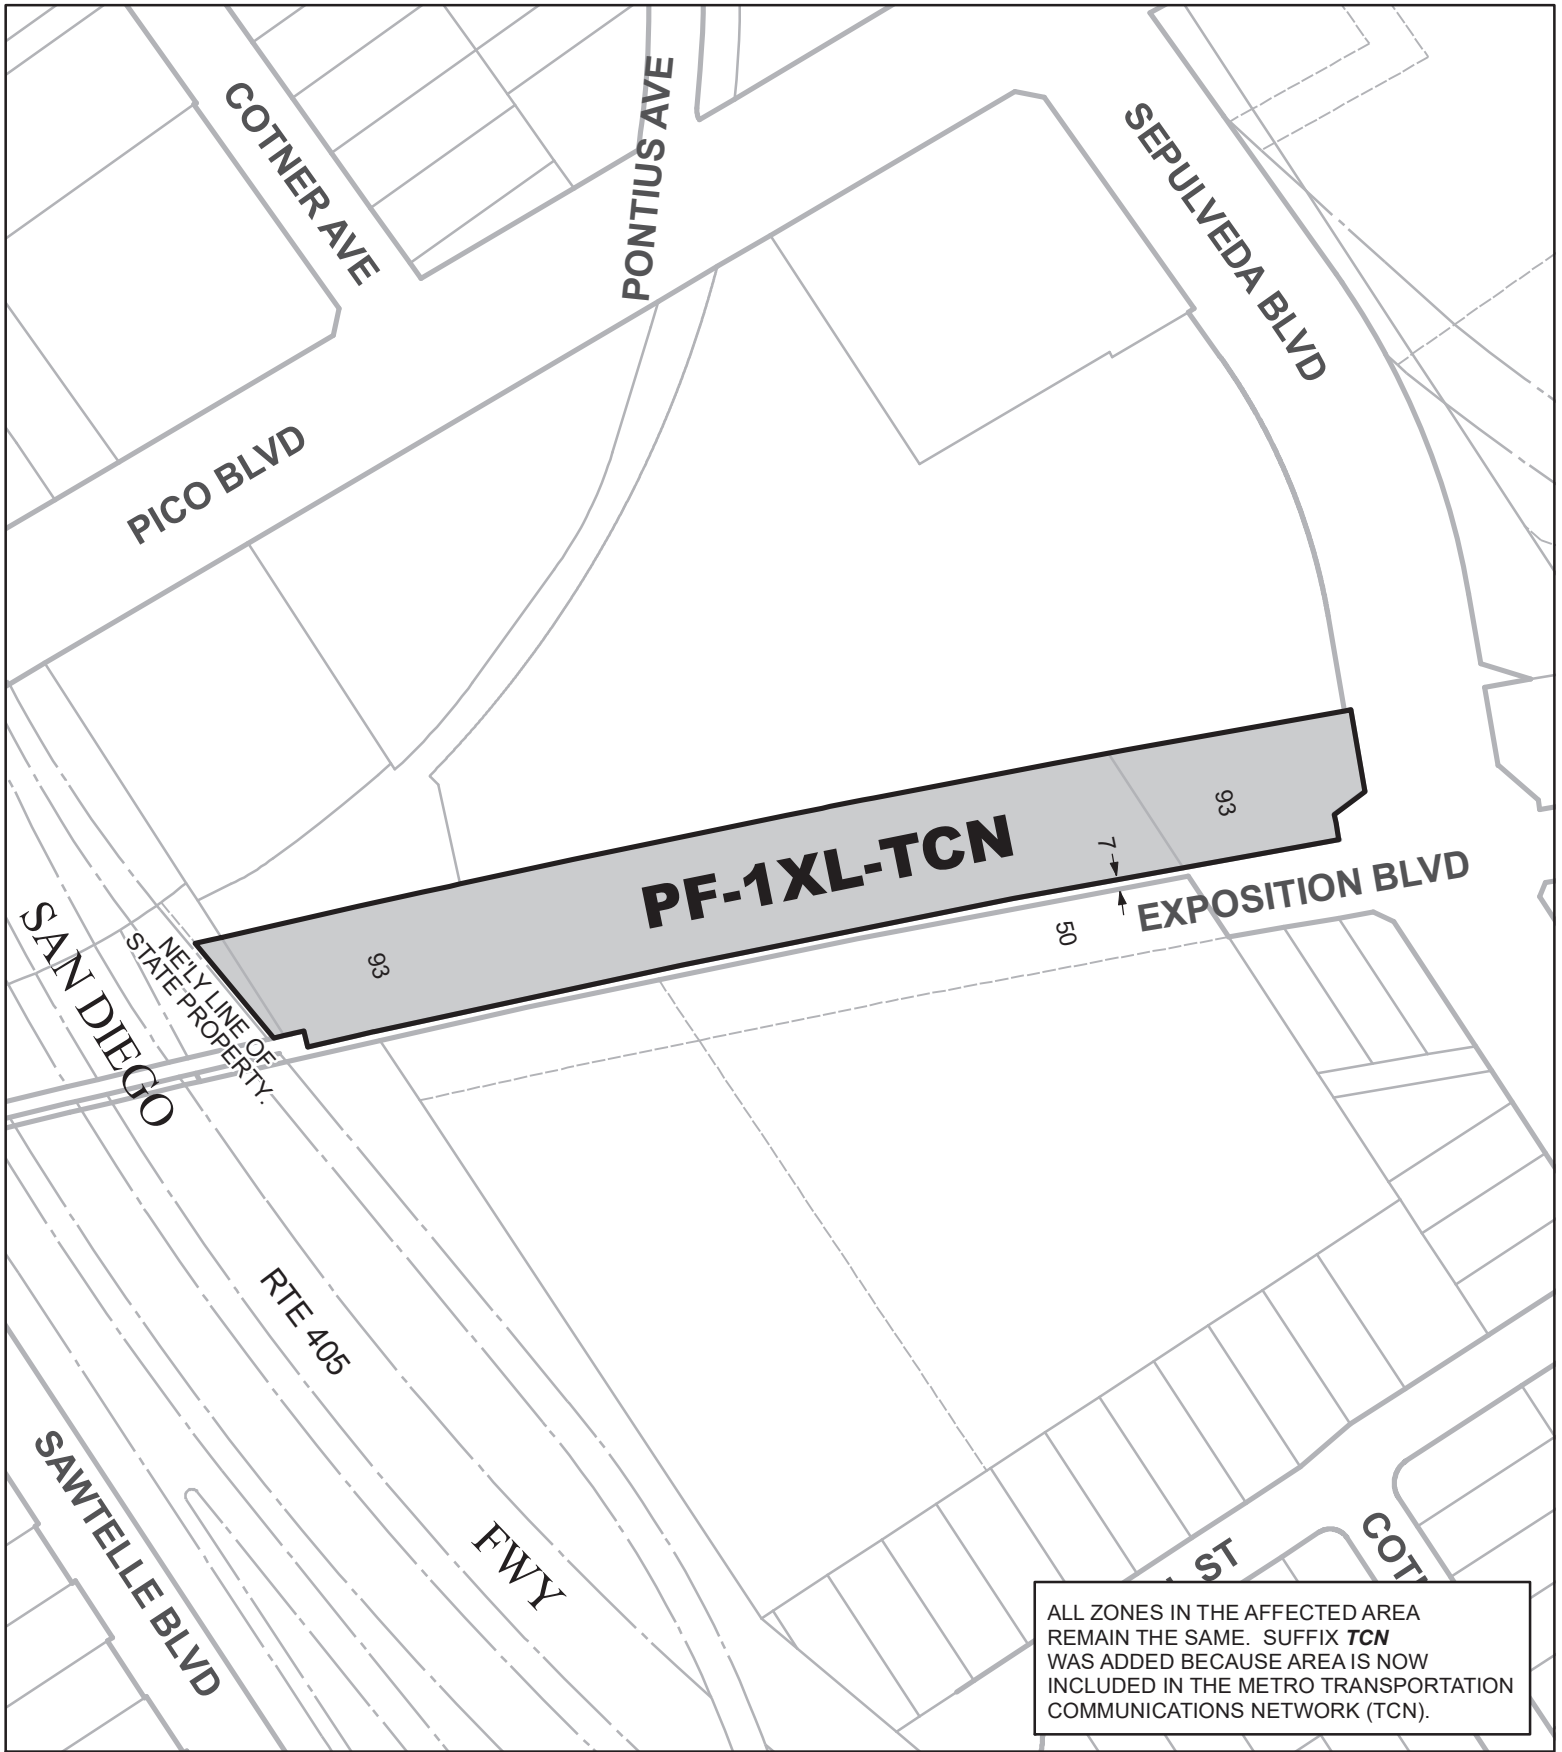 COTNER AVE
PONTIUS AVE
SEPULVEDA BLVD
PICO BLVD
93
PF-1XL-TCN
7
EXPOSITION BLVD
50
93
SAN DIEGO
NE'LY LINE OF
STATE PROPERTY.
RTE 405
SAWTELLE BLVD
FWY
ST
ALL ZONES IN THE AFFECTED AREA
REMAIN THE SAME. SUFFIX TCN
WAS ADDED BECAUSE AREA IS NOW
INCLUDED IN THE METRO TRANSPORTATION
COMMUNICATIONS NETWORK (TCN).